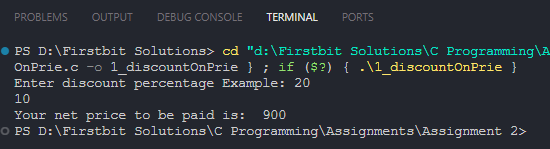 PROBLEMS OUTPUT DEBUG CONSOLE TERMINAL PORTS
PS D:\Firstbit Solutions> cd "d:\Firstbit Solutions\C Programming\A
OnPrie.c -o 1_discountOnPrie } ; if ($?) { .\1_discountOnPrie }
Enter discount percentage Example: 20
10
Your net price to be paid is:  900
PS D:\Firstbit Solutions\C Programming\Assignments\Assignment 2>